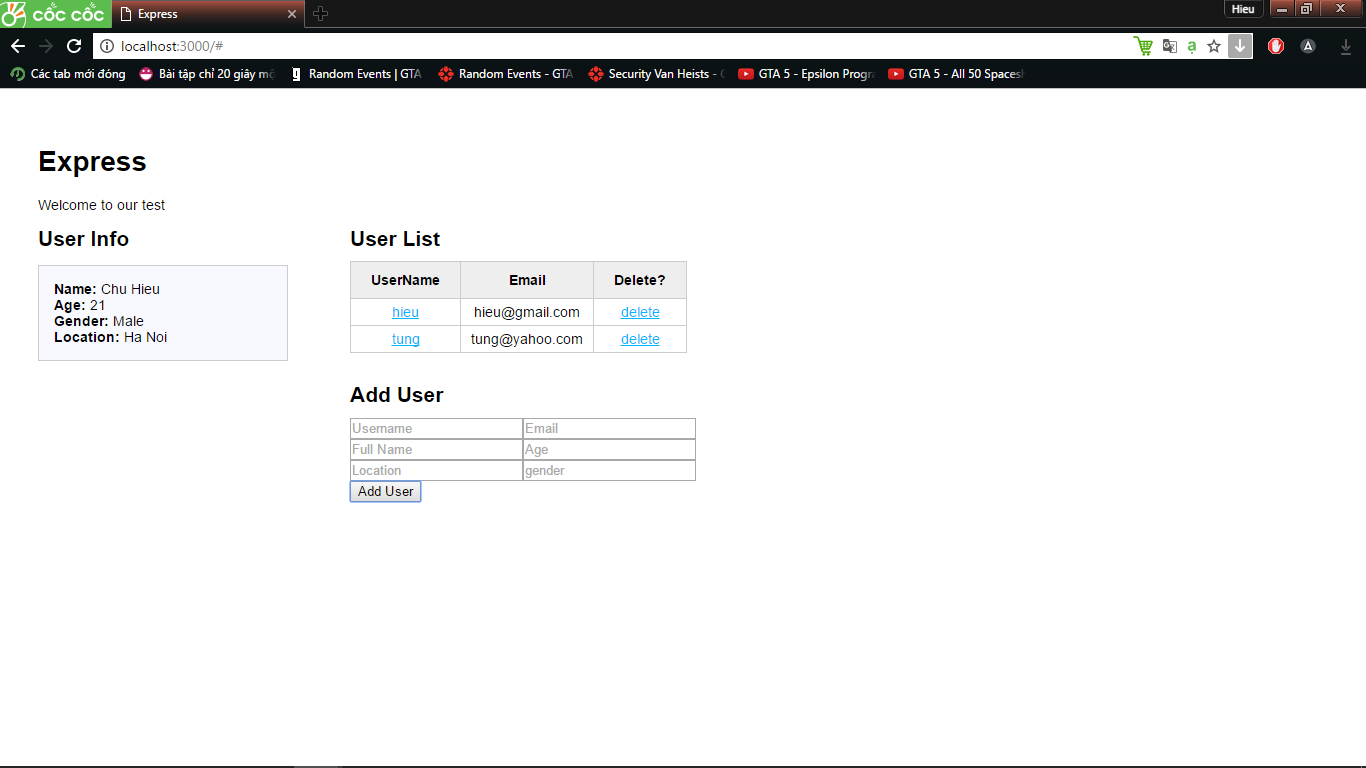 cốc cốc
Express
Hieu
localhost:3000/#
Các tab mới đóng
Bài tập chỉ 20 giây
Random Events | GTA
Random Events - GTA
Security Van Heists -
GTA 5 - Epsilon
GTA 5 - All 50
Express
Welcome to our test
User Info
Name: Chu Hieu
Age: 21
Gender: Male
Location: Ha Noi
User List
UserName Email Delete?
hieu hieu@gmail.com delete
tung tung@yahoo.com delete
Add User
Username Email
Full Name Age
Location gender
Add User